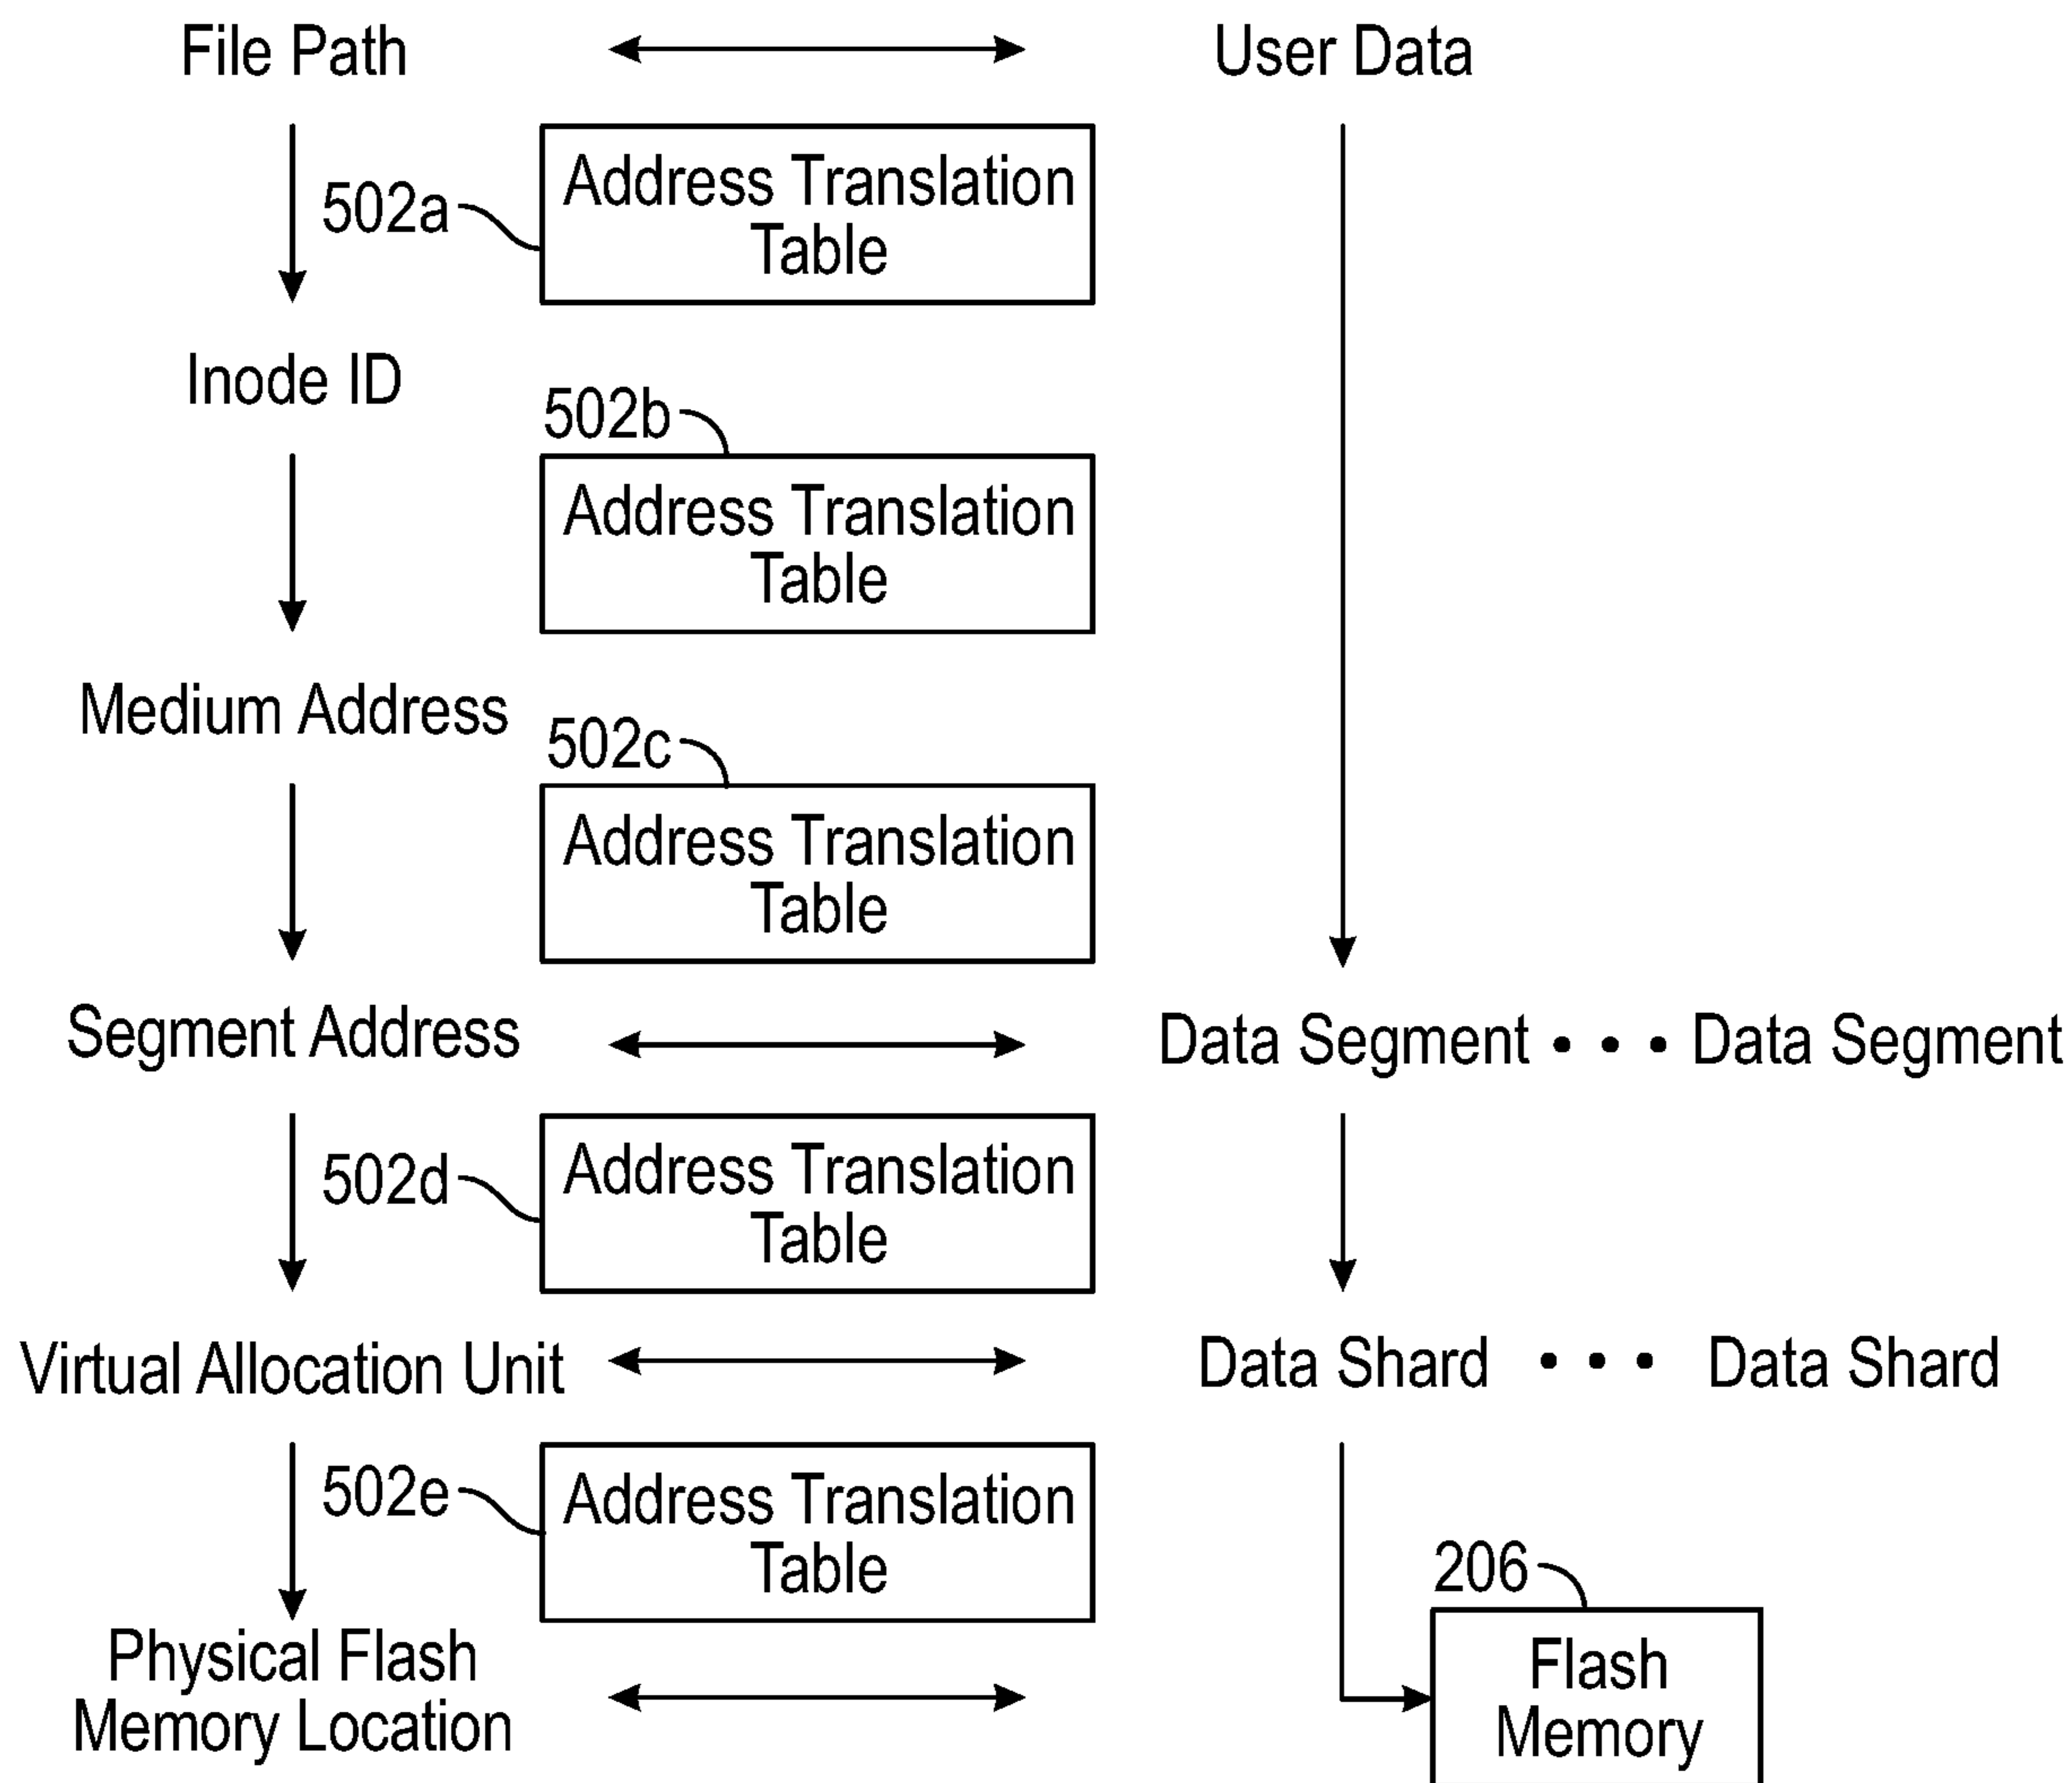 File Path
User Data
502a
Address Translation
Table
Inode ID
502b
Address Translation
Table
Medium Address
502c
Address Translation
Table
Segment Address
Data Segment • • • Data Segment
502d
Address Translation
Table
Virtual Allocation Unit
Data Shard • • • Data Shard
502e
Address Translation
Table
206
Physical Flash
Memory Location
Flash
Memory